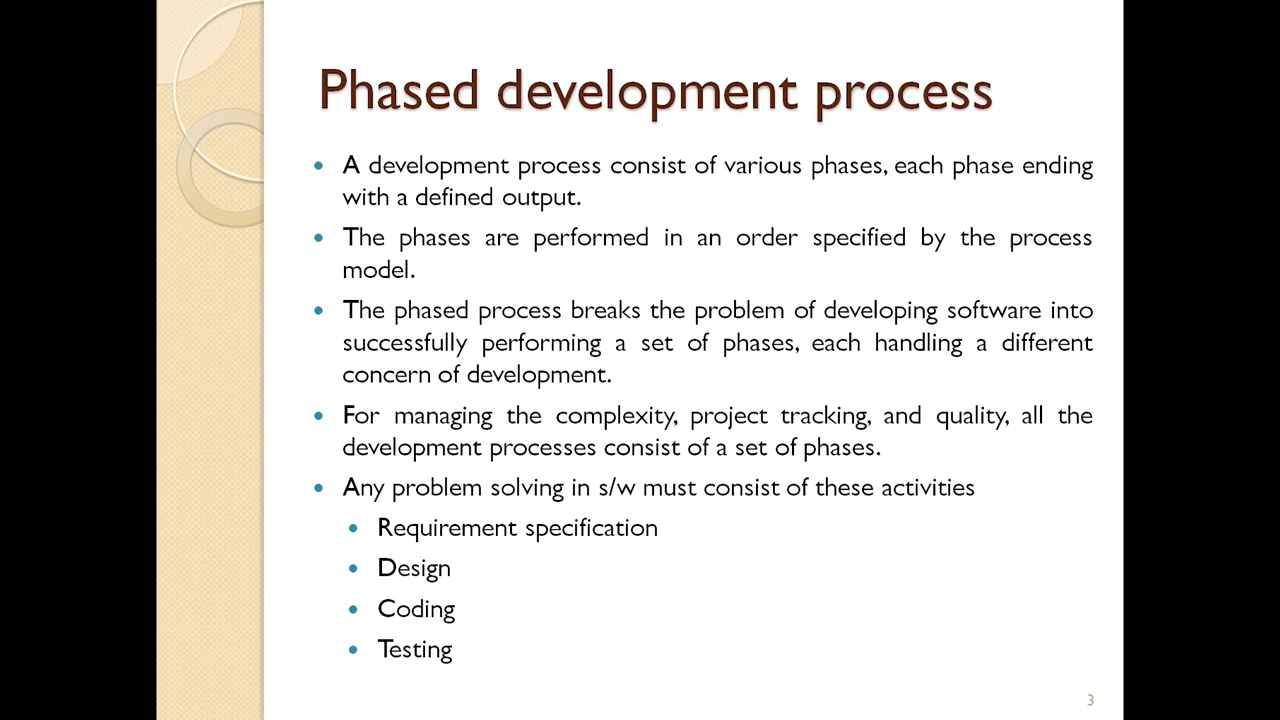 Phased development process
• A development process consist of various phases, each phase ending
with a defined output.
• The phases are performed in an order specified by the process
model.
• The phased process breaks the problem of developing software into
successfully performing a set of phases, each handling a different
concern of development.
• For managing the complexity, project tracking, and quality, all the
development processes consist of a set of phases.
• Any problem solving in s/w must consist of these activities
• Requirement specification
• Design
• Coding
• Testing
3